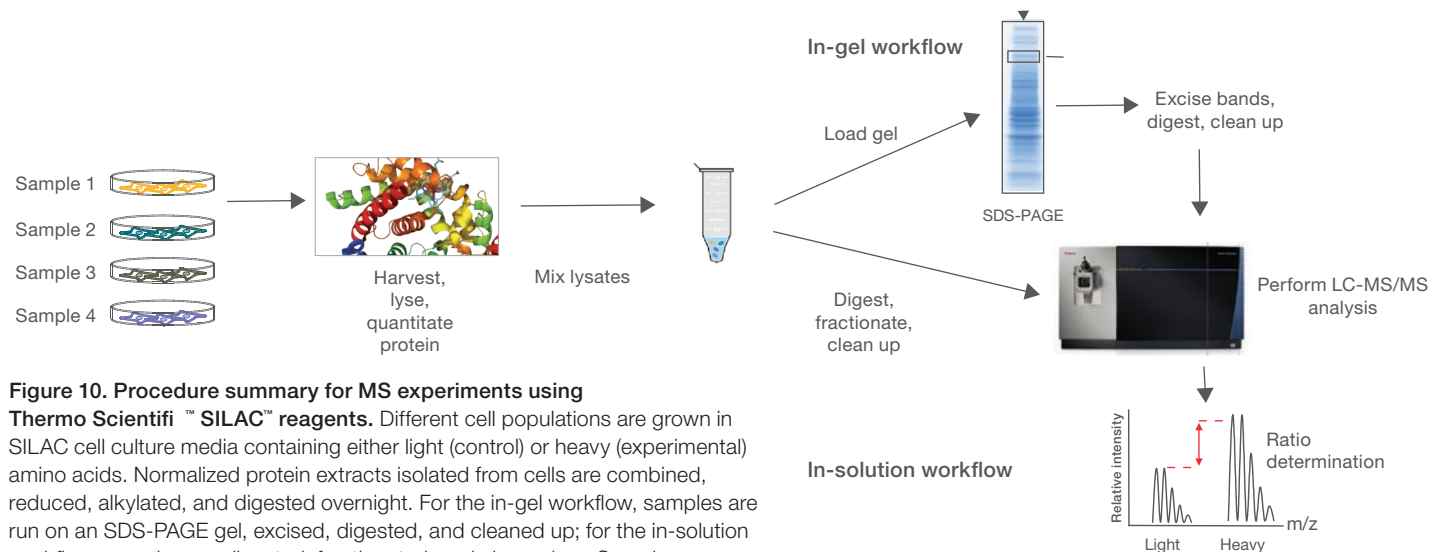 In-gel workflow
Load gel
SDS-PAGE
Excise bands,
digest, clean up
Sample 1
Sample 2
Sample 3
Sample 4
Harvest,
lyse,
quantitate
protein
Mix lysates
Digest,
fractionate,
clean up
Perform LC-MS/MS
analysis
Figure 10. Procedure summary for MS experiments using
Thermo Scientifi ™ SILAC™ reagents. Different cell populations are grown in
SILAC cell culture media containing either light (control) or heavy (experimental)
amino acids. Normalized protein extracts isolated from cells are combined,
reduced, alkylated, and digested overnight. For the in-gel workflow, samples are
run on an SDS-PAGE gel, excised, digested, and cleaned up; for the in-solution
In-solution workflow
Relative intensity
Ratio
determination
m/z
Light
Heavy